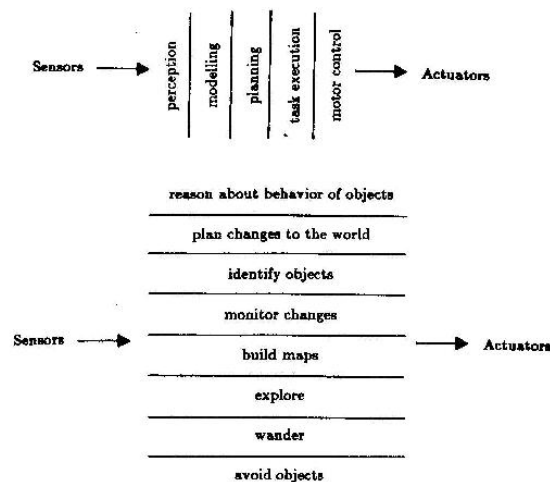 Sensors
perception
modelling
planning
task execution
motor control
Actuators
reason about behavior of objects
plan changes to the world
identify objects
monitor changes
Sensors
build maps
Actuators
explore
wander
avoid objects